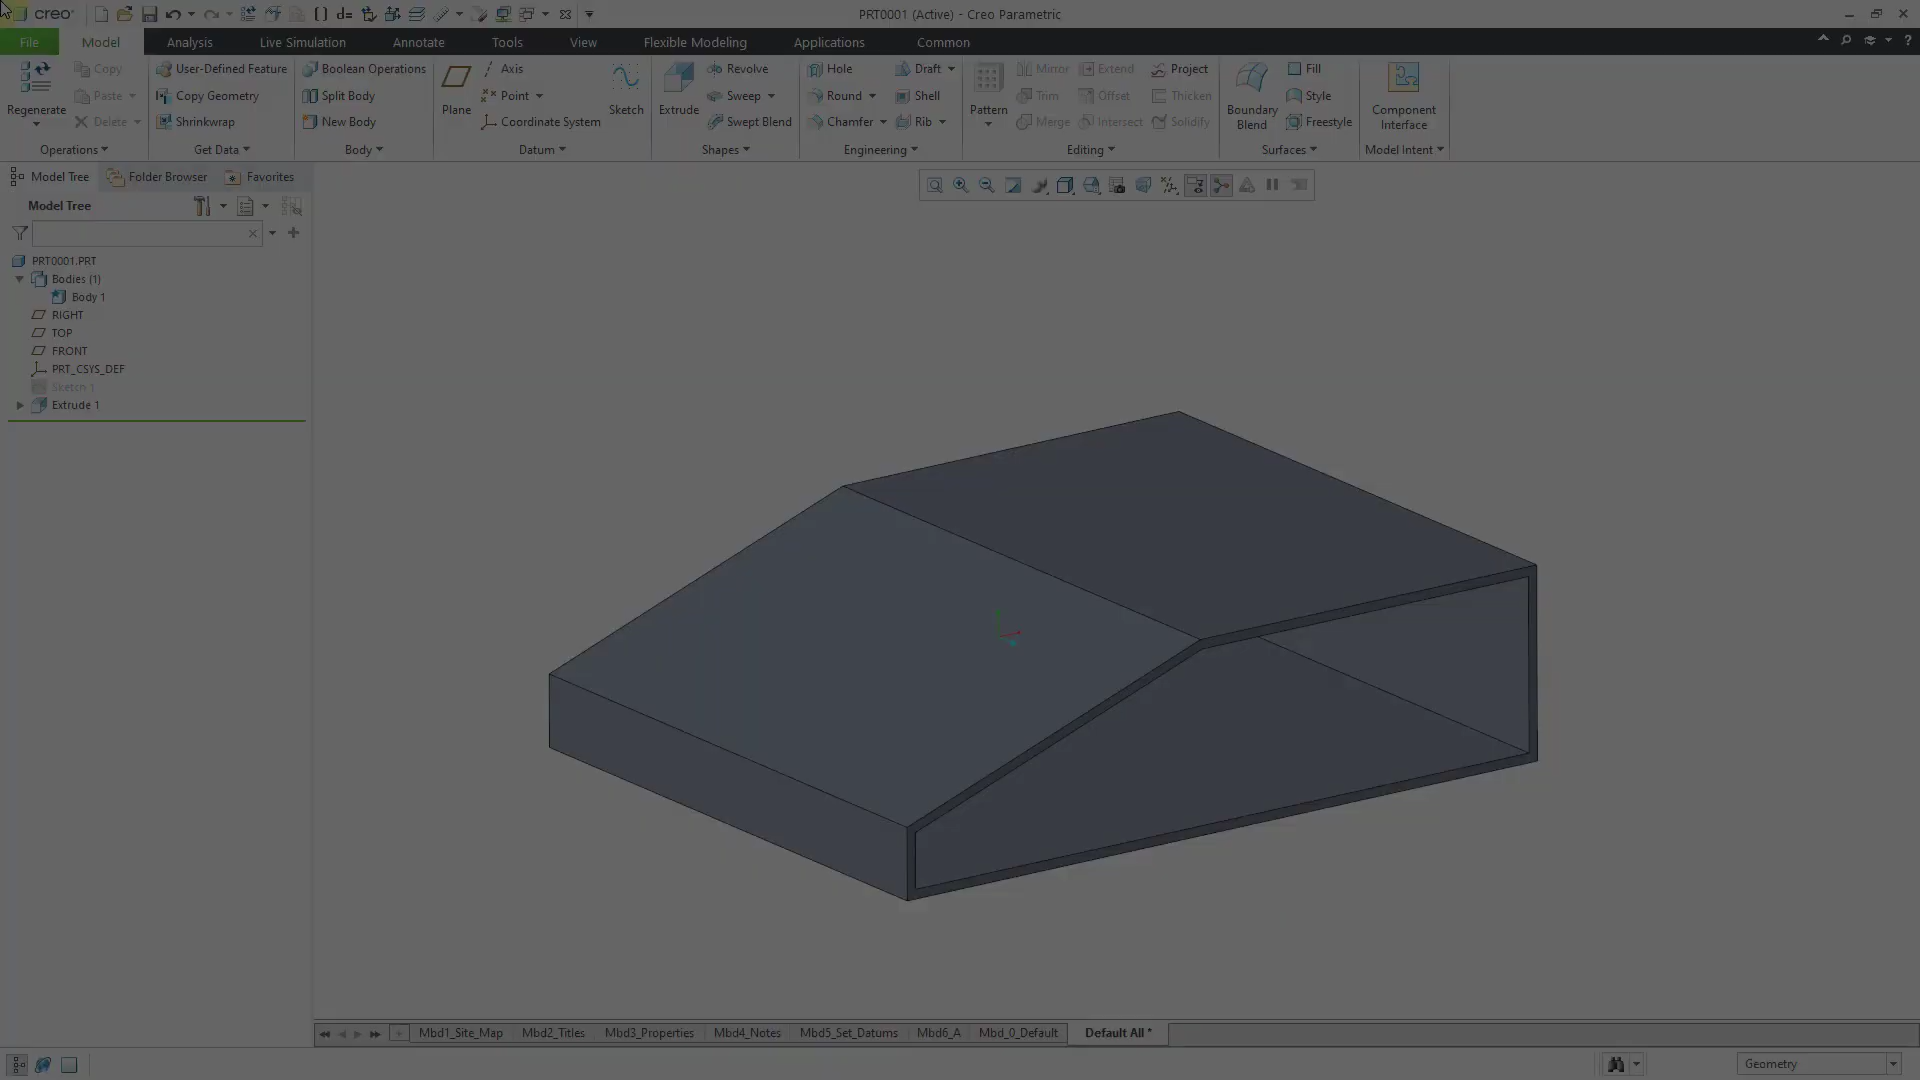 creo
PRT0001 (Active) - Creo Parametric
File Model Analysis Live Simulation Annotate Tools View Flexible Modeling Applications Common
Regenerate
Copy
Paste
Delete
Operations
User-Defined Feature
Copy Geometry
Shrinkwrap
Get Data
Boolean Operations
Split Body
New Body
Body
Plane
Axis
Point
Coordinate System
Sketch
Datum
Extrude
Revolve
Sweep
Swept Blend
Shapes
Hole
Round
Chamfer
Draft
Shell
Rib
Engineering
Pattern
Mirror
Trim
Merge
Extend
Offset
Intersect
Project
Thicken
Solidify
Editing
Boundary
Blend
Fill
Style
Freestyle
Surfaces
Component
Interface
Model Intent
Model Tree Folder Browser Favorites
Model Tree
PRT0001.PRT
Bodies (1)
Body 1
RIGHT
TOP
FRONT
PRT_CSYS_DEF
Sketch 1
Extrude 1
Mbd1_Site_Map Mbd2_Titles Mbd3_Properties Mbd4_Notes Mbd5_Set_Datums Mbd6_A Mbd_0_Default Default All *
Geometry